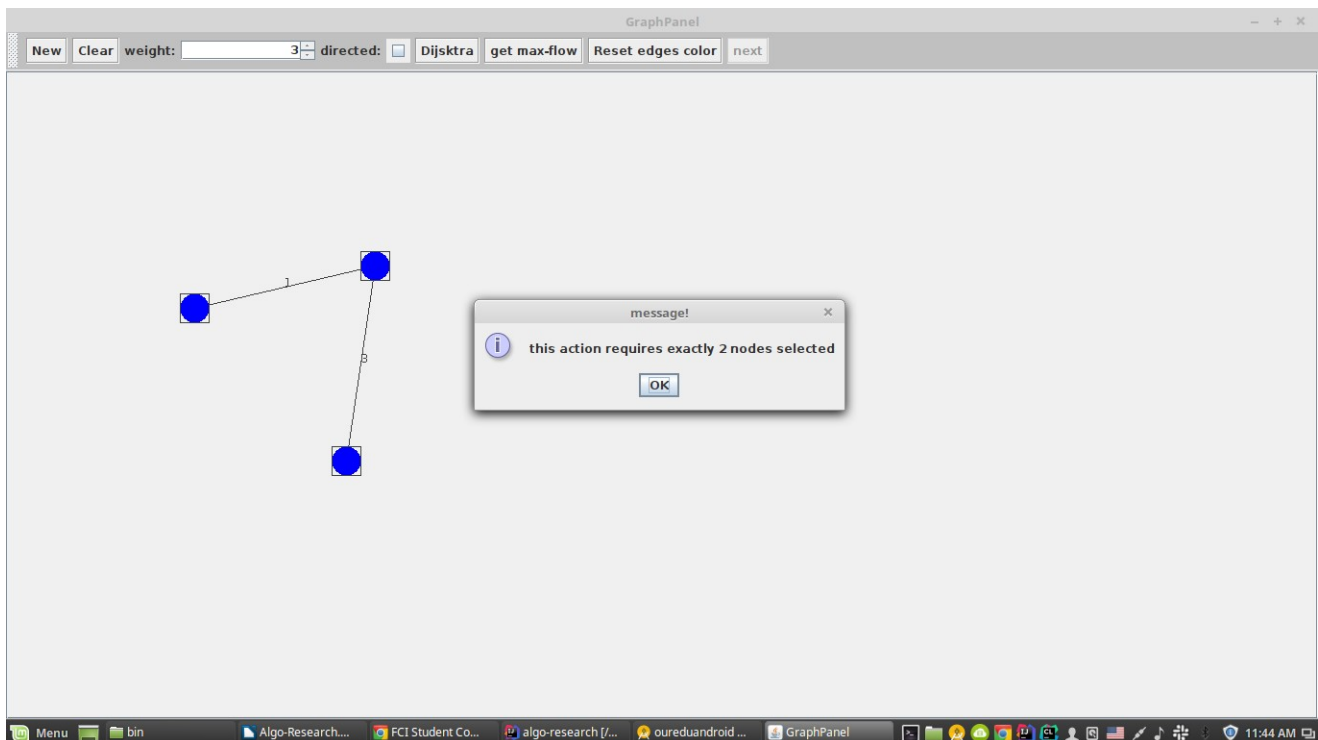 GraphPanel
New Clear weight: 3 directed: Dijsktra get max-flow Reset edges color next
1
3
message!
this action requires exactly 2 nodes selected
OK
Menu bin Algo-Research.... FCI Student Co... algo-research [/... oureduandroid ... GraphPanel 11:44 AM